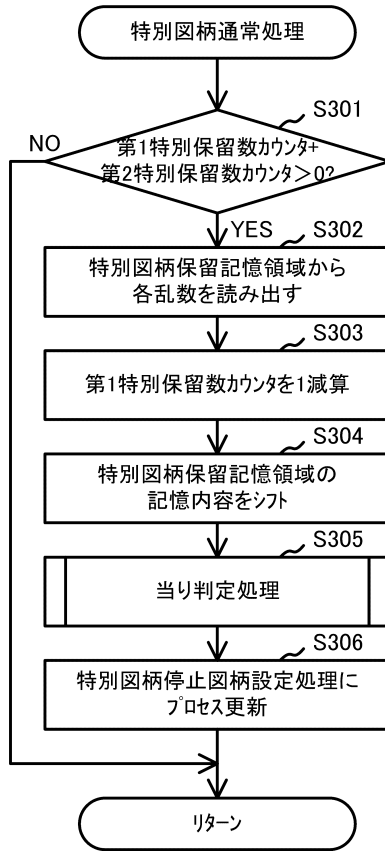 特別図柄通常処理
S301
NO
第1特別保留数カウンタ+
第2特別保留数カウンタ＞0?
YES
S302
特別図柄保留記憶領域から
各乱数を読み出す
S303
第1特別保留数カウンタを1減算
S304
特別図柄保留記憶領域の
記憶内容をシフト
S305
当り判定処理
S306
特別図柄停止図柄設定処理に
プロセス更新
リターン